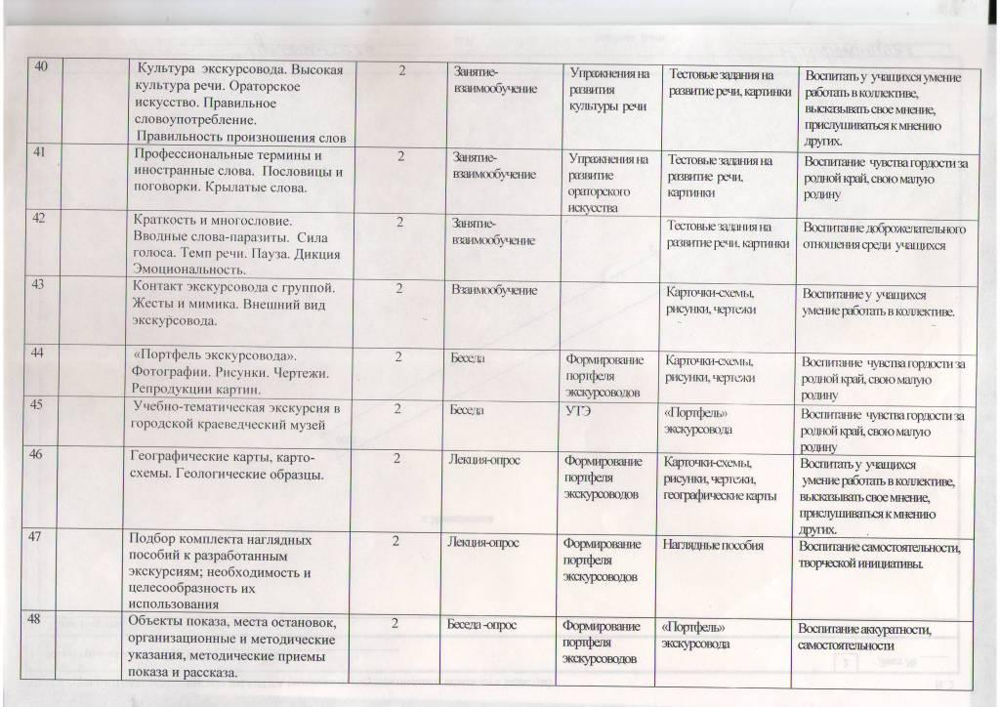 40
Культура экскурсовода. Высокая
культура речи. Ораторское
искусство. Правильное
словоупотребление.
Правильность произношения слов
2
Занятие-
взаимообучение
Упражнения на
развития
культуры речи
Тестовые задания на
развитие речи, картинки
Воспитать у учащихся умение
работать в коллективе,
высказывать свое мнение,
прислушиваться к мнению
других.
41
Профессиональные термины и
иностранные слова. Пословицы и
поговорки. Крылатые слова.
2
Занятие-
взаимообучение
Упражнения на
развитие
ораторского
искусства
Тестовые задания на
развитие речи,
картинки
Воспитание чувства гордости за
родной край, свою малую
родину
42
Краткость и многословие.
Вводные слова-паразиты. Сила
голоса. Темп речи. Пауза. Дикция
Эмоциональность.
2
Занятие-
взаимообучение
Тестовые задания на
развитие речи. картинки
Воспитание доброжелательного
отношения среди учащихся
43
Контакт экскурсовода с группой.
Жесты и мимика. Внешний вид
экскурсовода.
2
Взаимообучение
Карточки-схемы,
рисунки, чертежи
Воспитание у учащихся
умение работать в коллективе.
44
«Портфель экскурсовода».
Фотографии. Рисунки. Чертежи.
Репродукции картин.
2
Беседа
Формирование
портфеля
экскурсоводов
Карточки-схемы,
рисунки, чертежи
Воспитание чувства гордости за
родной край, свою малую
родину
45
Учебно-тематическая экскурсия в
городской краеведческий музей
2
Беседа
УТЭ
«Портфель»
экскурсовода
Воспитание чувства гордости за
родной край, свою малую
родину
46
Географические карты, карто-
схемы. Геологические образцы.
2
Лекция-опрос
Формирование
портфеля
экскурсоводов
Карточки-схемы,
рисунки, чертежи,
географические карты
Воспитать у учащихся
умение работать в коллективе,
высказывать свое мнение,
прислушиваться к мнению
других.
47
Подбор комплекта наглядных
пособий к разработанным
экскурсиям; необходимость и
целесообразность их
использования
2
Лекция-опрос
Формирование
портфеля
экскурсоводов
Наглядные пособия
Воспитание самостоятельности,
творческой инициативы.
48
Объекты показа, места остановок,
организационные и методические
указания, методические приемы
показа и рассказа.
2
Беседа -опрос
Формирование
портфеля
экскурсоводов
«Портфель»
экскурсовода
Воспитание аккуратности,
самостоятельности